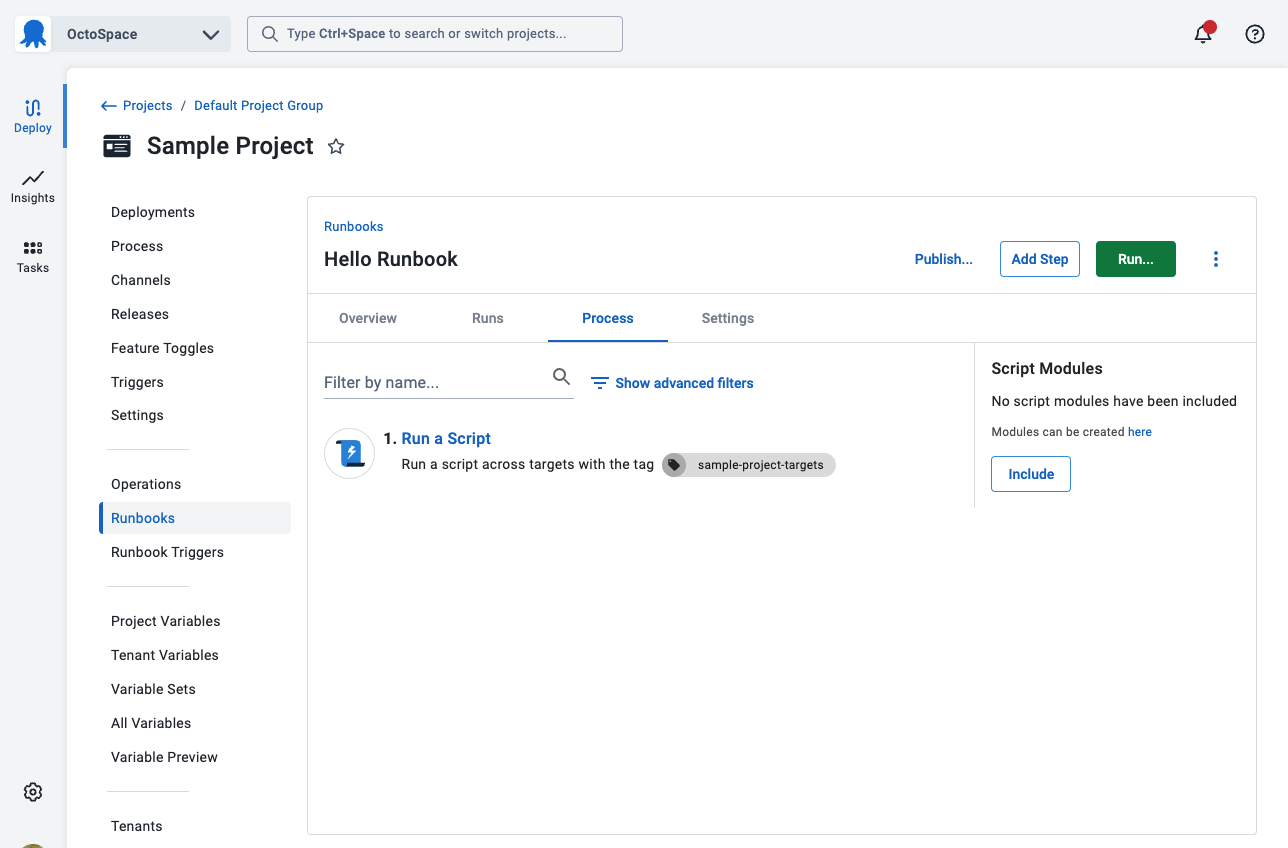 OctoSpace
Type Ctrl+Space to search or switch projects...
Deploy
Insights
Tasks
Projects / Default Project Group
Sample Project
Deployments
Process
Channels
Releases
Feature Toggles
Triggers
Settings
Operations
Runbooks
Runbook Triggers
Project Variables
Tenant Variables
Variable Sets
All Variables
Variable Preview
Tenants
Runbooks
Hello Runbook
Publish...
Add Step
Run...
Overview
Runs
Process
Settings
Filter by name...
Show advanced filters
1. Run a Script
Run a script across targets with the tag sample-project-targets
Script Modules
No script modules have been included
Modules can be created here
Include